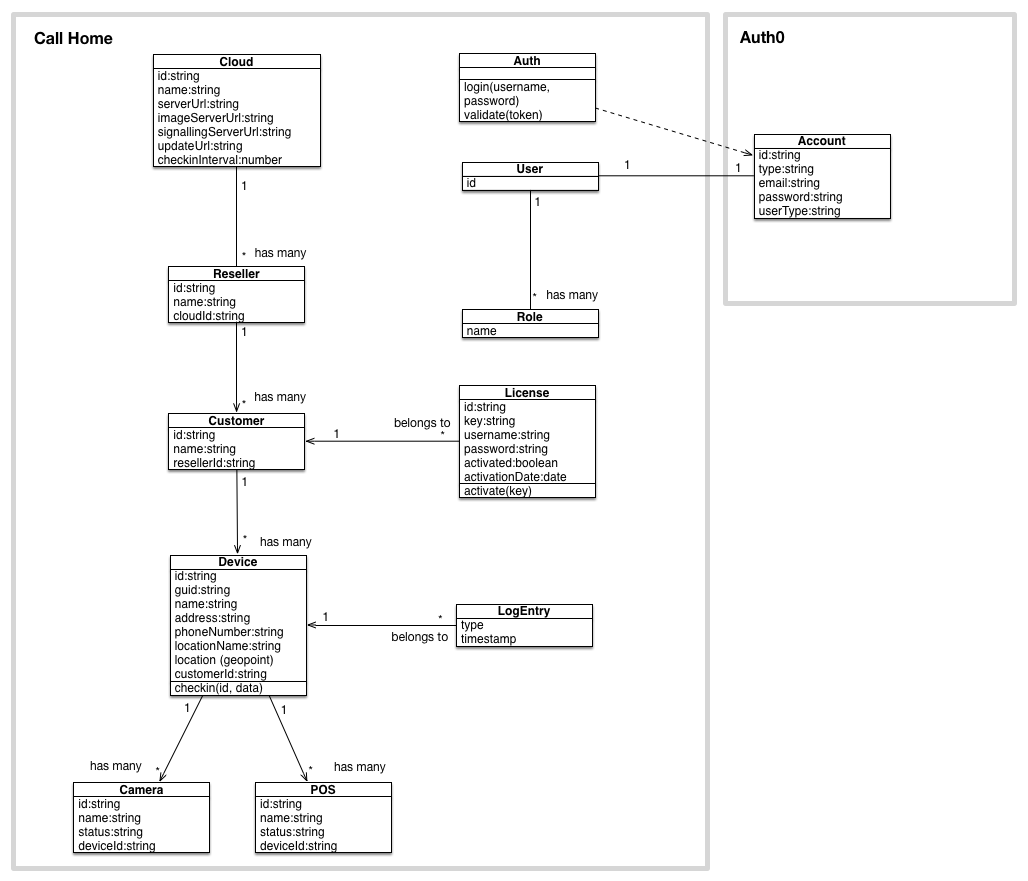 Call Home
Cloud
id:string
name:string
serverUrl:string
imageServerUrl:string
signallingServerUrl:string
updateUrl:string
checkinInterval:number
1
* has many
Reseller
id:string
name:string
cloudId:string
1
* has many
Customer
id:string
name:string
resellerId:string
1
* has many
Device
id:string
guid:string
name:string
address:string
phoneNumber:string
locationName:string
location (geopoint)
customerId:string
checkin(id, data)
1
1
has many *
* has many
Camera
id:string
name:string
status:string
deviceId:string
POS
id:string
name:string
status:string
deviceId:string
Auth
login(username,
password)
validate(token)
User
id
1
1
1
* has many
Role
name
License
id:string
key:string
username:string
password:string
activated:boolean
activationDate:date
activate(key)
belongs to
1
*
LogEntry
type
timestamp
1
*
belongs to
Auth0
Account
id:string
type:string
email:string
password:string
userType:string